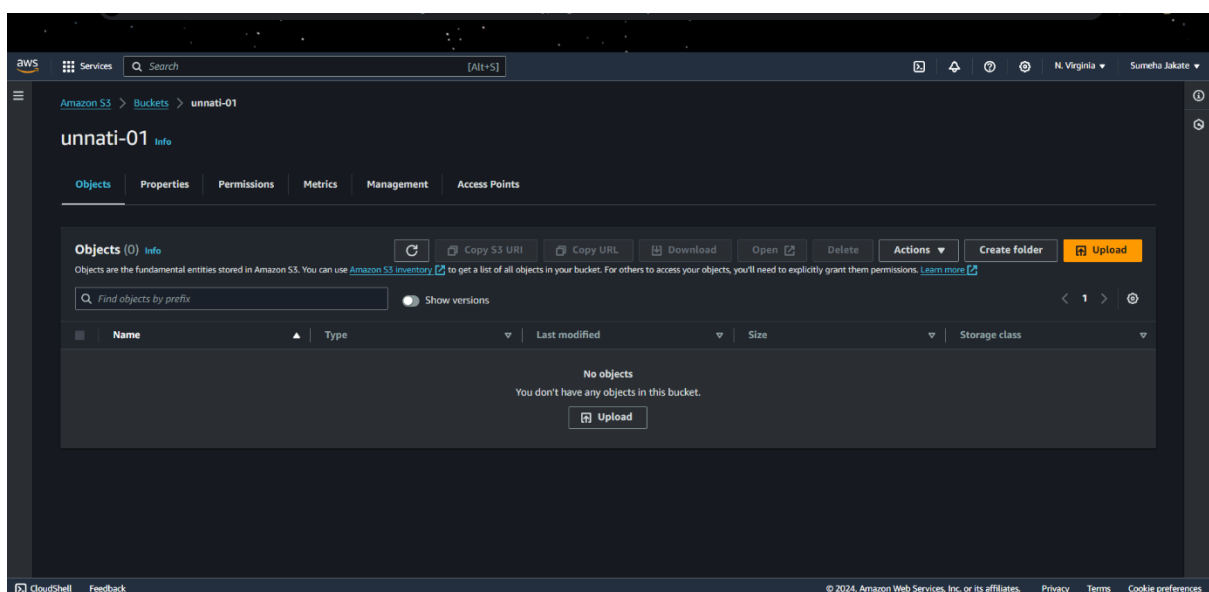 aws Services Search [Alt+S] N. Virginia Sumeha Jakate
Amazon S3 > Buckets > unnati-01
unnati-01 Info
Objects Properties Permissions Metrics Management Access Points
Objects (0) Info Copy S3 URI Copy URL Download Open Delete Actions Create folder Upload
Objects are the fundamental entities stored in Amazon S3. You can use Amazon S3 inventory to get a list of all objects in your bucket. For others to access your objects, you'll need to explicitly grant them permissions. Learn more
Find objects by prefix Show versions < 1 >
Name Type Last modified Size Storage class
No objects
You don't have any objects in this bucket.
Upload
CloudShell Feedback © 2024, Amazon Web Services, Inc. or its affiliates. Privacy Terms Cookie preferences